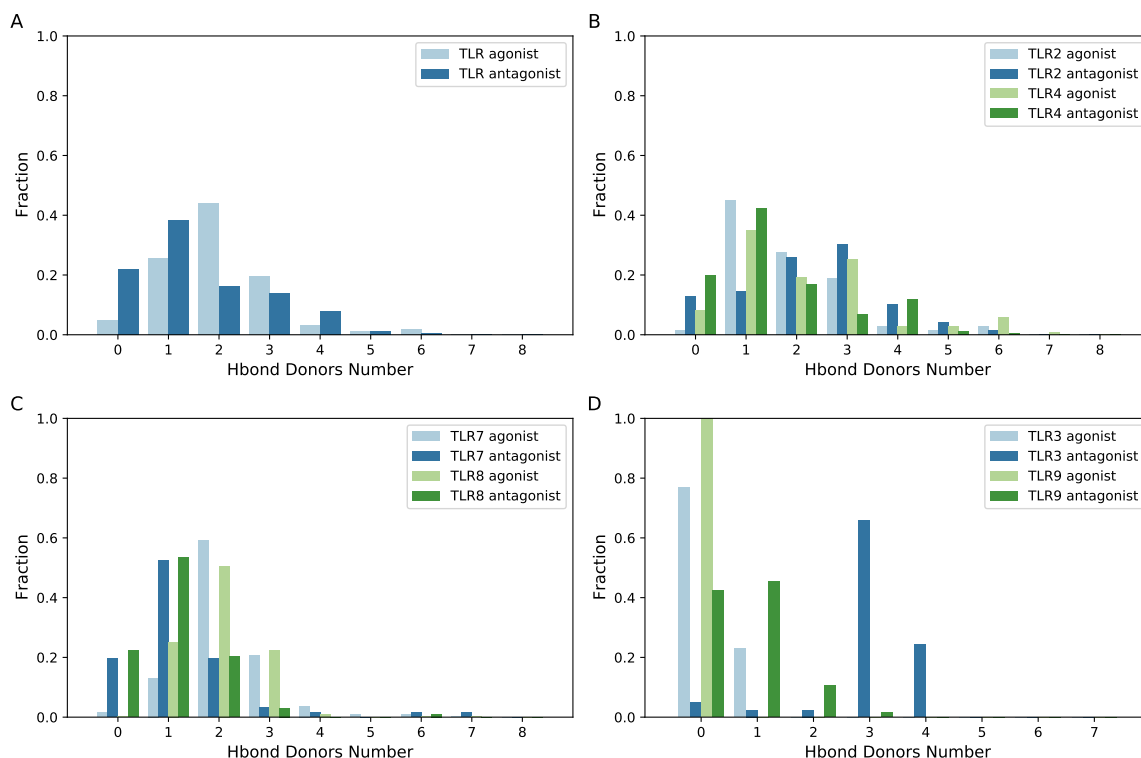 A
1.0
0.8
0.6
0.4
0.2
0.0
Fraction
0 1 2 3 4 5 6 7 8
Hbond Donors Number
TLR agonist
TLR antagonist
B
1.0
0.8
0.6
0.4
0.2
0.0
Fraction
0 1 2 3 4 5 6 7 8
Hbond Donors Number
TLR2 agonist
TLR2 antagonist
TLR4 agonist
TLR4 antagonist
C
1.0
0.8
0.6
0.4
0.2
0.0
Fraction
0 1 2 3 4 5 6 7 8
Hbond Donors Number
TLR7 agonist
TLR7 antagonist
TLR8 agonist
TLR8 antagonist
D
1.0
0.8
0.6
0.4
0.2
0.0
Fraction
0 1 2 3 4 5 6 7
Hbond Donors Number
TLR3 agonist
TLR3 antagonist
TLR9 agonist
TLR9 antagonist